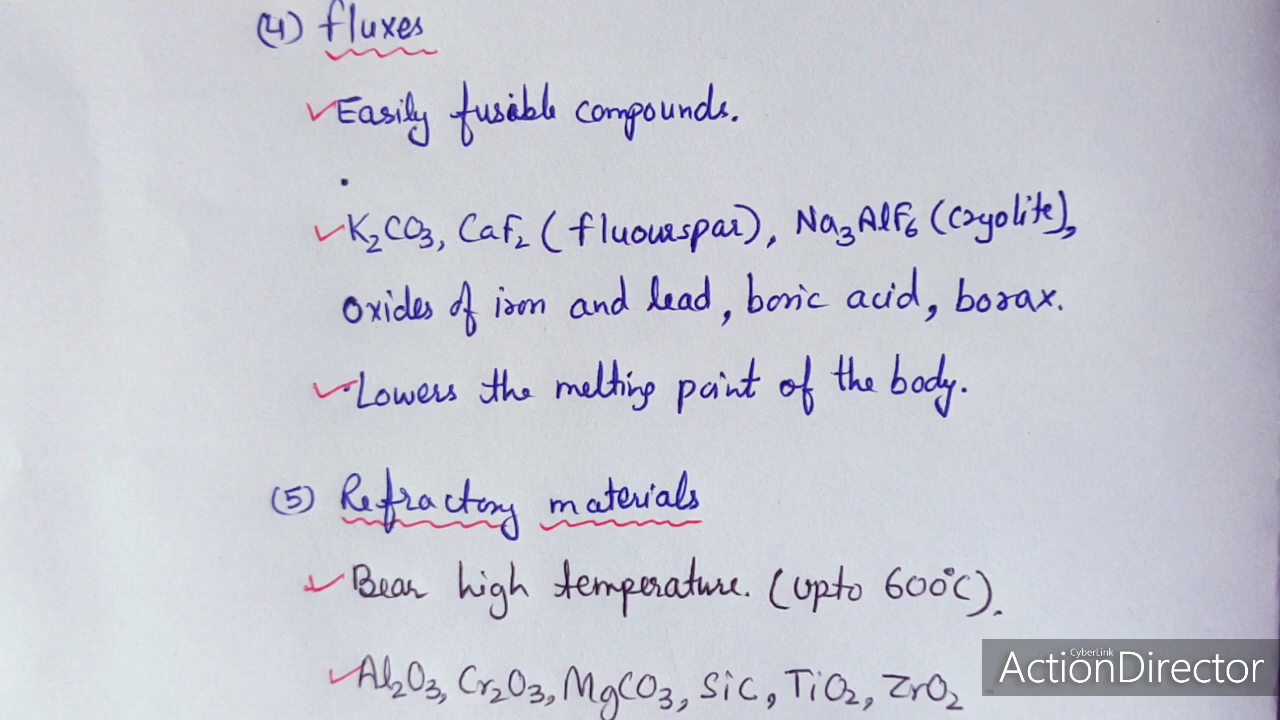 (4) fluxes
Easily fusible compounds.
K₂CO₃, CaF₂ (fluourspar), Na₃AlF₆ (Cryolite),
oxides of iron and lead, boric acid, borax.
Lowers the melting point of the body.
(5) Refractory materials
Bear high temperature. (upto 600°C).
Al₂O₃, Cr₂O₃, MgCO₃, SiC, TiO₂, ZrO₂
CyberLink
ActionDirector